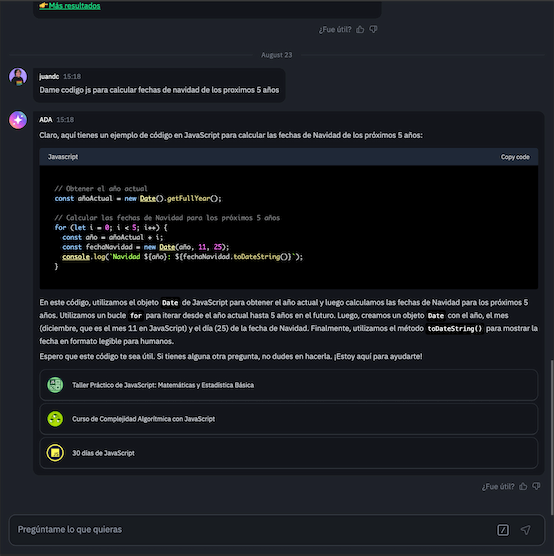 👉Más resultados
¿Fue útil?
August 23
juandc 15:18
Dame codigo js para calcular fechas de navidad de los proximos 5 años
ADA 15:18
Claro, aquí tienes un ejemplo de código en JavaScript para calcular las fechas de Navidad de los próximos 5 años:
Javascript Copy code
// Obtener el año actual
const añoActual = new Date().getFullYear();
// Calcular las fechas de Navidad para los próximos 5 años
for (let i = 0; i < 5; i++) {
const año = añoActual + i;
const fechaNavidad = new Date(año, 11, 25);
console.log(`Navidad ${año}: ${fechaNavidad.toDateString()}`);
}
En este código, utilizamos el objeto Date de JavaScript para obtener el año actual y luego calculamos las fechas de Navidad para los próximos 5
años. Utilizamos un bucle for para iterar desde el año actual hasta 5 años en el futuro. Luego, creamos un objeto Date con el año, el mes
(diciembre, que es el mes 11 en JavaScript) y el día (25) de la fecha de Navidad. Finalmente, utilizamos el método toDateString() para mostrar la
fecha en formato legible para humanos.
Espero que este código te sea útil. Si tienes alguna otra pregunta, no dudes en hacerla. ¡Estoy aquí para ayudarte!
Taller Práctico de JavaScript: Matemáticas y Estadística Básica
Curso de Complejidad Algorítmica con JavaScript
30 días de JavaScript
¿Fue útil?
Pregúntame lo que quieras